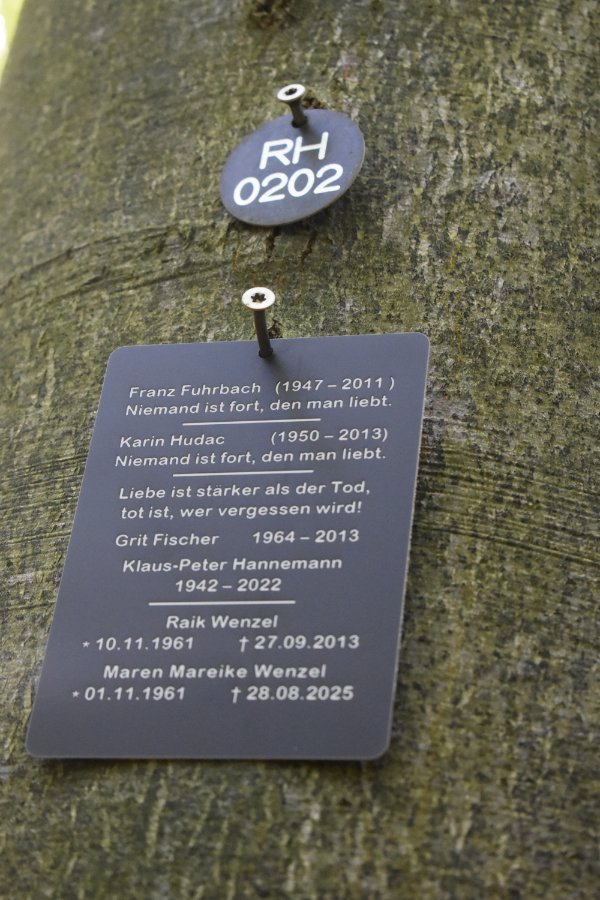 RH
0202
Franz Fuhrbach (1947 – 2011 )
Niemand ist fort, den man liebt.
Karin Hudac (1950 – 2013)
Niemand ist fort, den man liebt.
Liebe ist stärker als der Tod,
tot ist, wer vergessen wird!
Grit Fischer 1964 – 2013
Klaus-Peter Hannemann
1942 – 2022
Raik Wenzel
* 10.11.1961 † 27.09.2013
Maren Mareike Wenzel
* 01.11.1961 † 28.08.2025